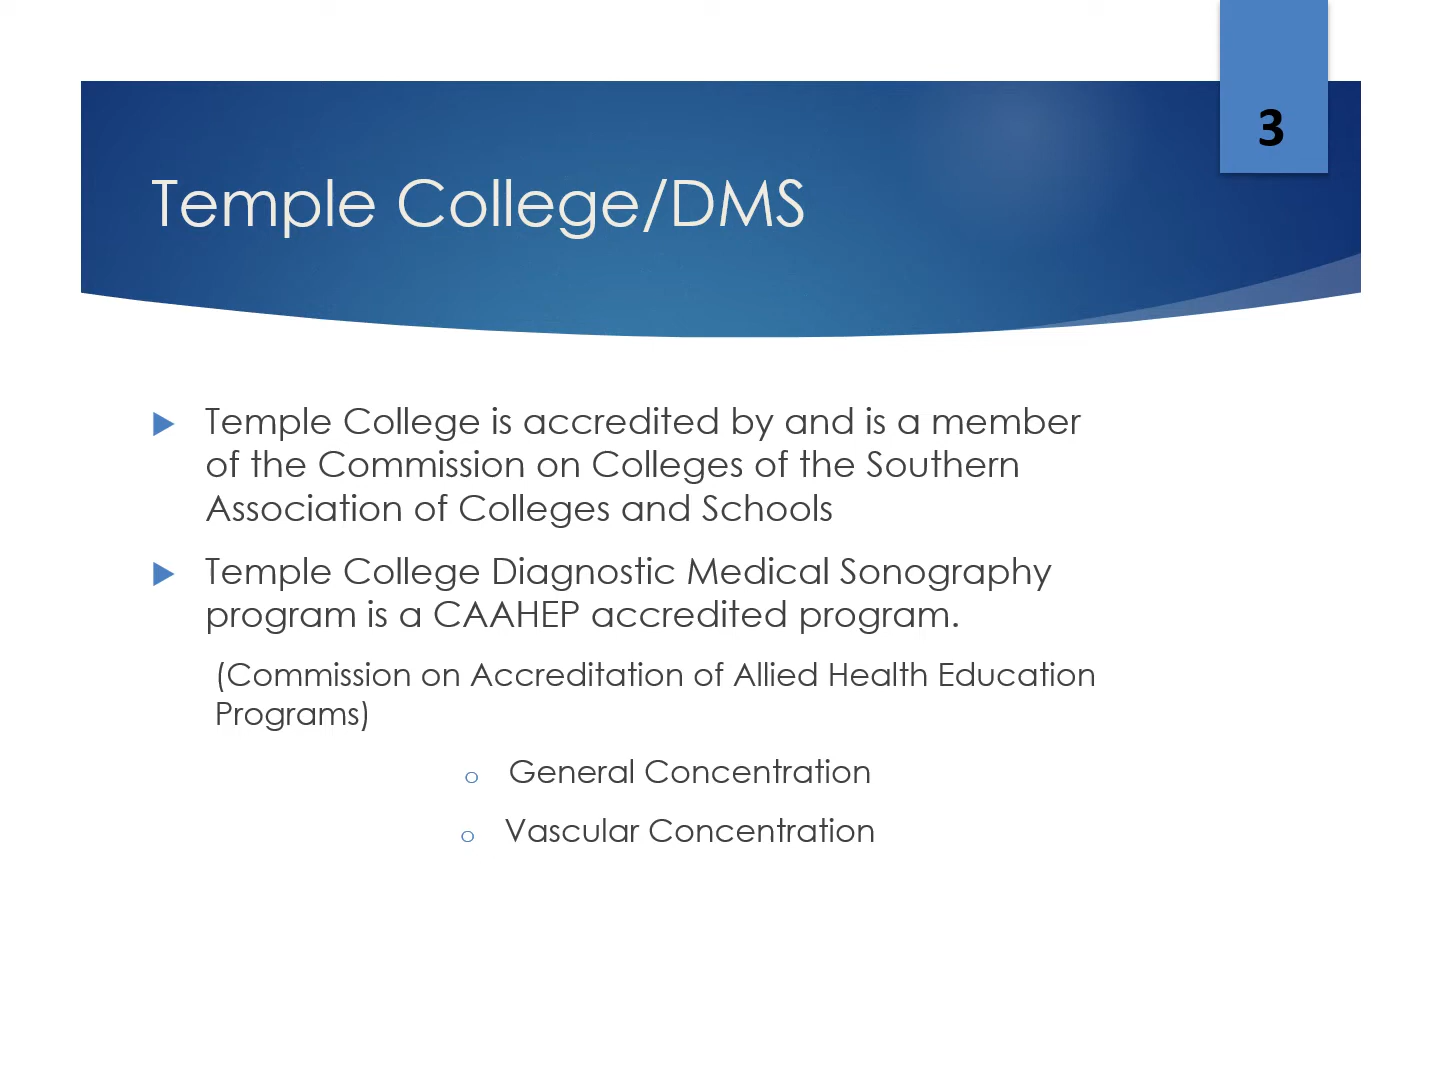 3
Temple College/DMS
Temple College is accredited by and is a member
of the Commission on Colleges of the Southern
Association of Colleges and Schools
Temple College Diagnostic Medical Sonography
program is a CAAHEP accredited program.
(Commission on Accreditation of Allied Health Education
Programs)
General Concentration
Vascular Concentration